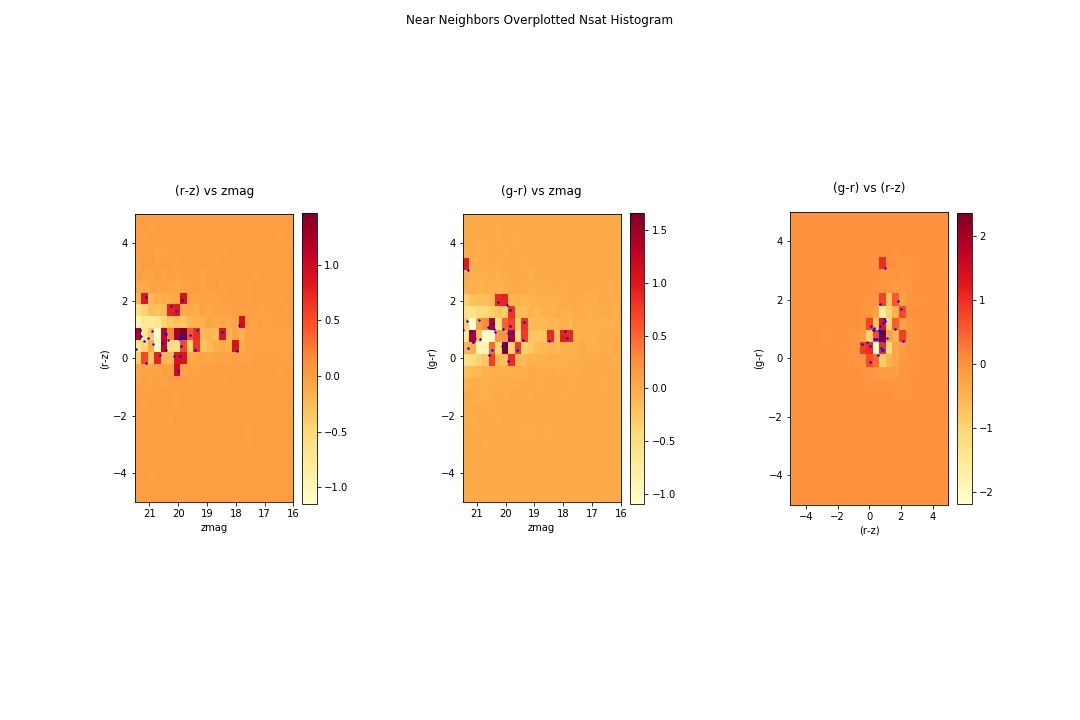 Near Neighbors Overplotted Nsat Histogram
(r-z) vs zmag
4
2
0
−2
−4
(r-z)
21 20 19 18 17 16
zmag
1.0
0.5
0.0
−0.5
−1.0
(g-r) vs zmag
4
2
0
−2
−4
(g-r)
21 20 19 18 17 16
zmag
1.5
1.0
0.5
0.0
−0.5
−1.0
(g-r) vs (r-z)
4
2
0
−2
−4
(g-r)
−4 −2 0 2 4
(r-z)
2
1
0
−1
−2